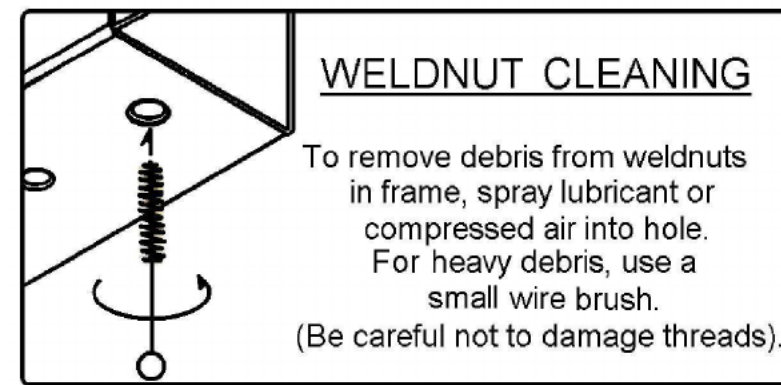 WELDNUT CLEANING
To remove debris from weldnuts
in frame, spray lubricant or
compressed air into hole.
For heavy debris, use a
small wire brush.
(Be careful not to damage threads).